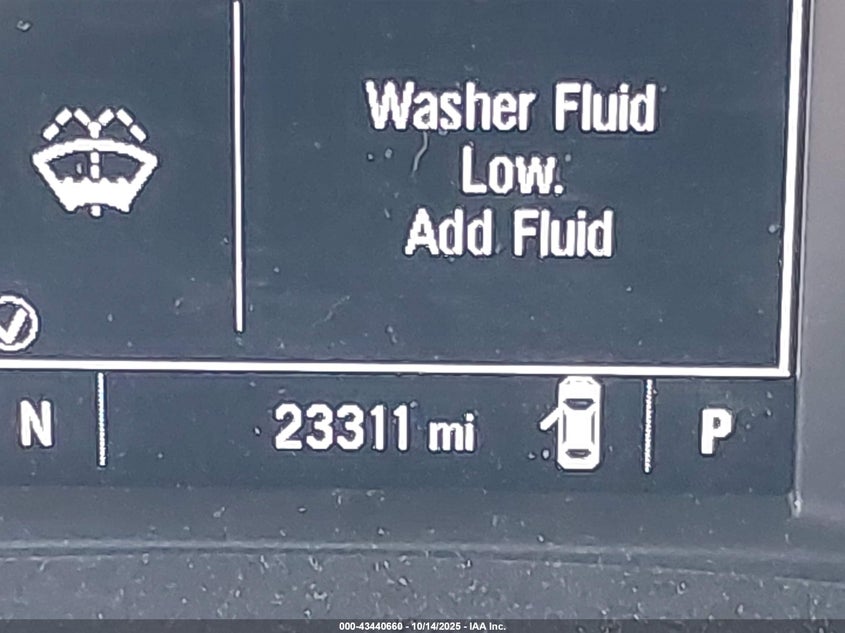 Washer Fluid
Low.
Add Fluid
N 23311 mi P
000-43440660 - 10/14/2025 - IAA Inc.